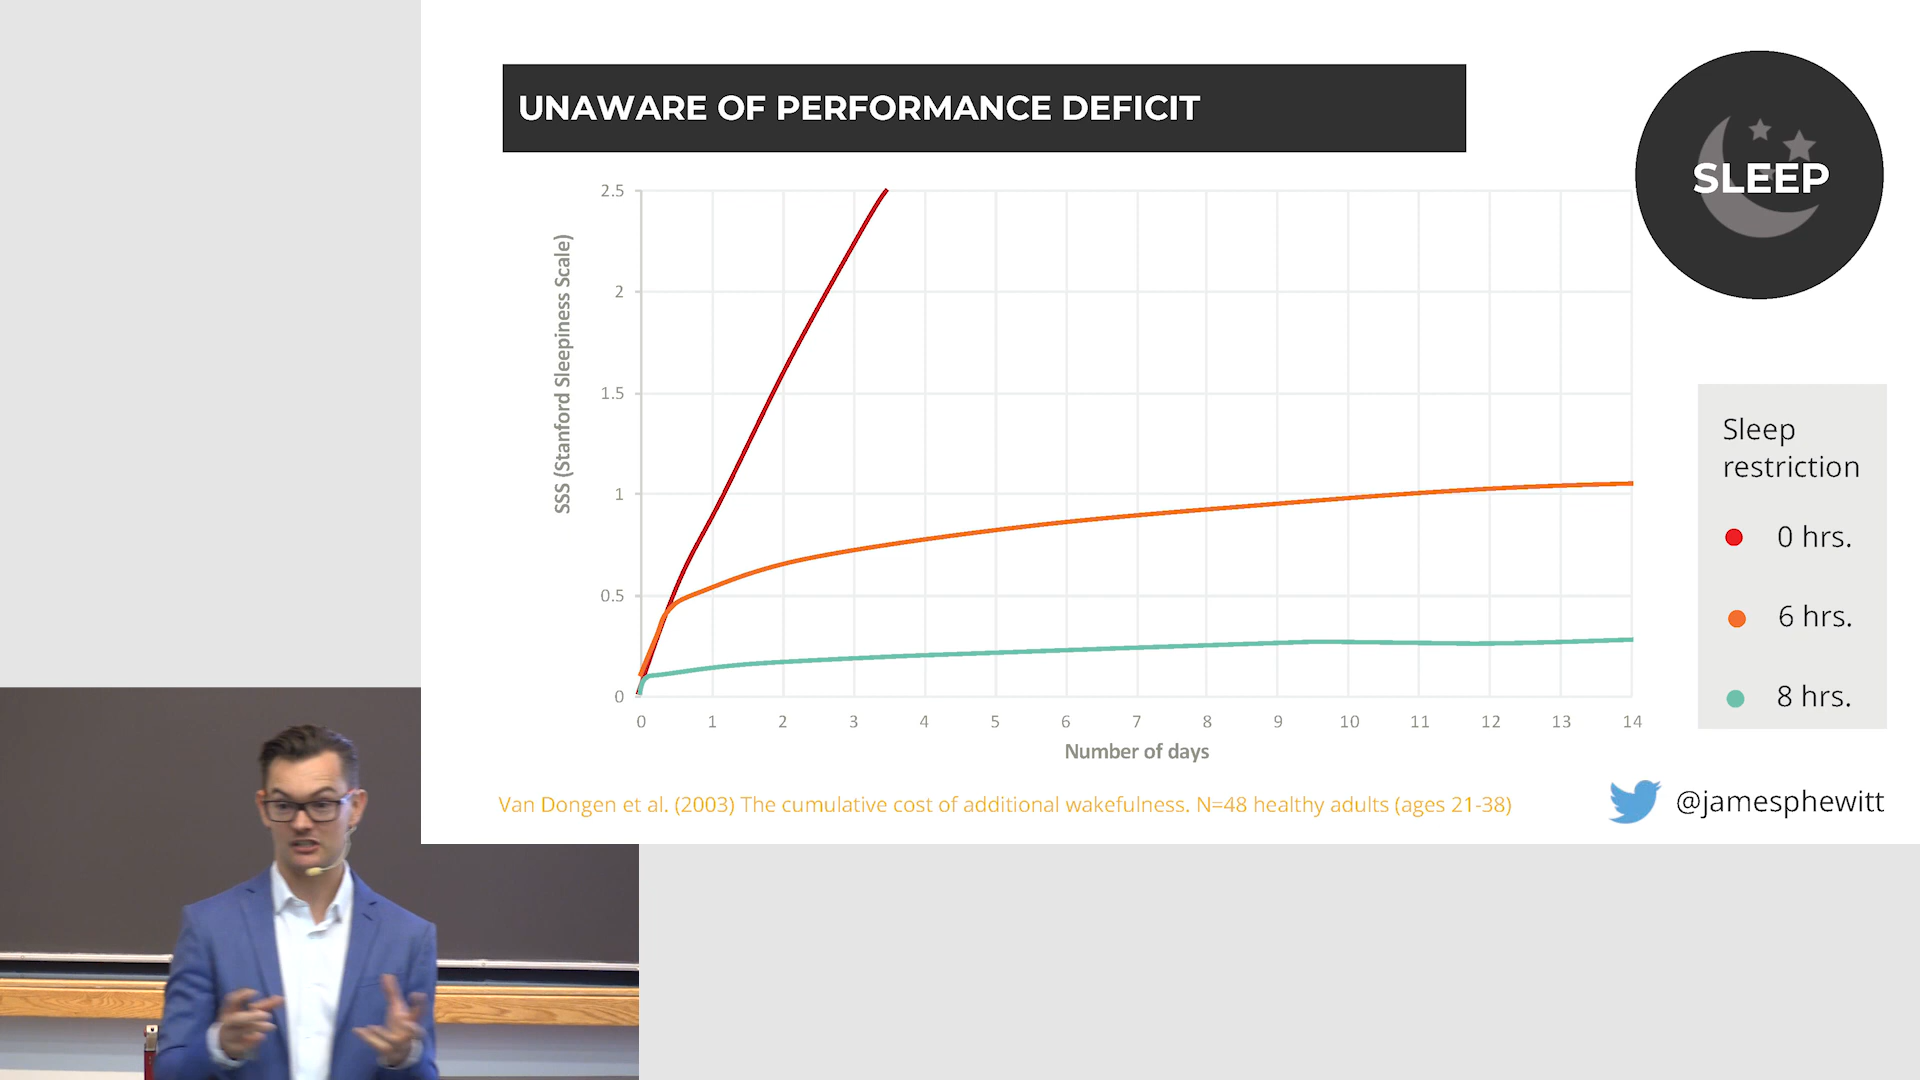 UNAWARE OF PERFORMANCE DEFICIT
SLEEP
SSS (Stanford Sleepiness Scale)
2.5
2
1.5
1
0.5
0
0 1 2 3 4 5 6 7 8 9 10 11 12 13 14
Number of days
Sleep
restriction
0 hrs.
6 hrs.
8 hrs.
Van Dongen et al. (2003) The cumulative cost of additional wakefulness. N=48 healthy adults (ages 21-38)
@jamesphewitt